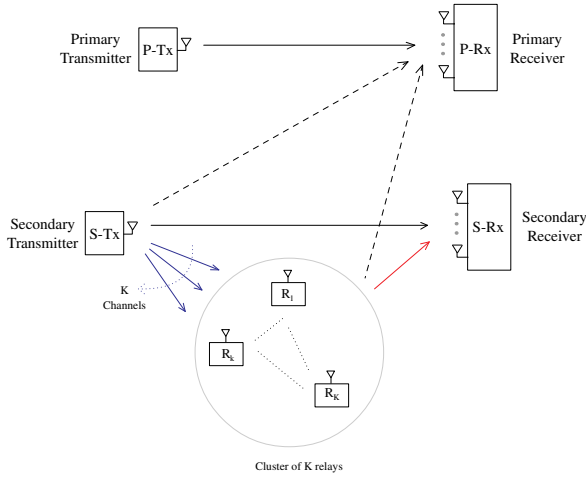 Primary
Transmitter
P-Tx
P-Rx
Primary
Receiver
Secondary
Transmitter
S-Tx
S-Rx
Secondary
Receiver
K
Channels
R1
Rk
RK
Cluster of K relays